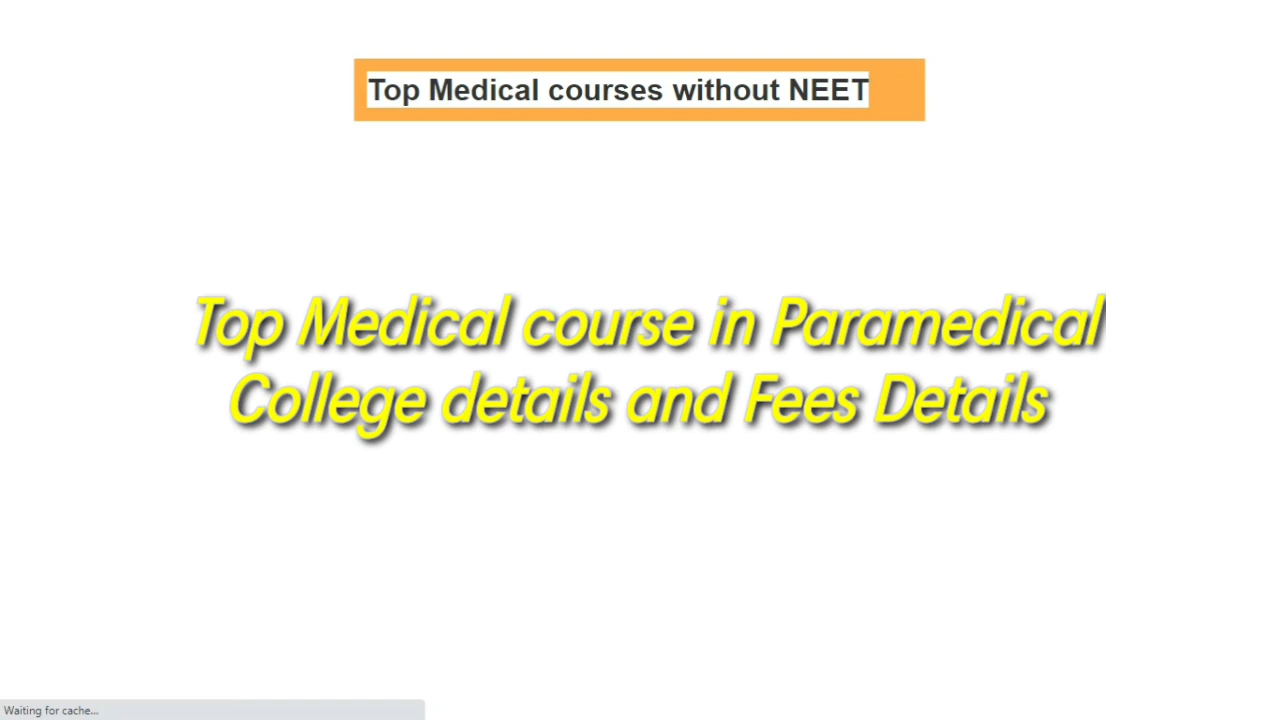 Top Medical courses without NEET
Top Medical course in Paramedical
College details and Fees Details
Waiting for cache...